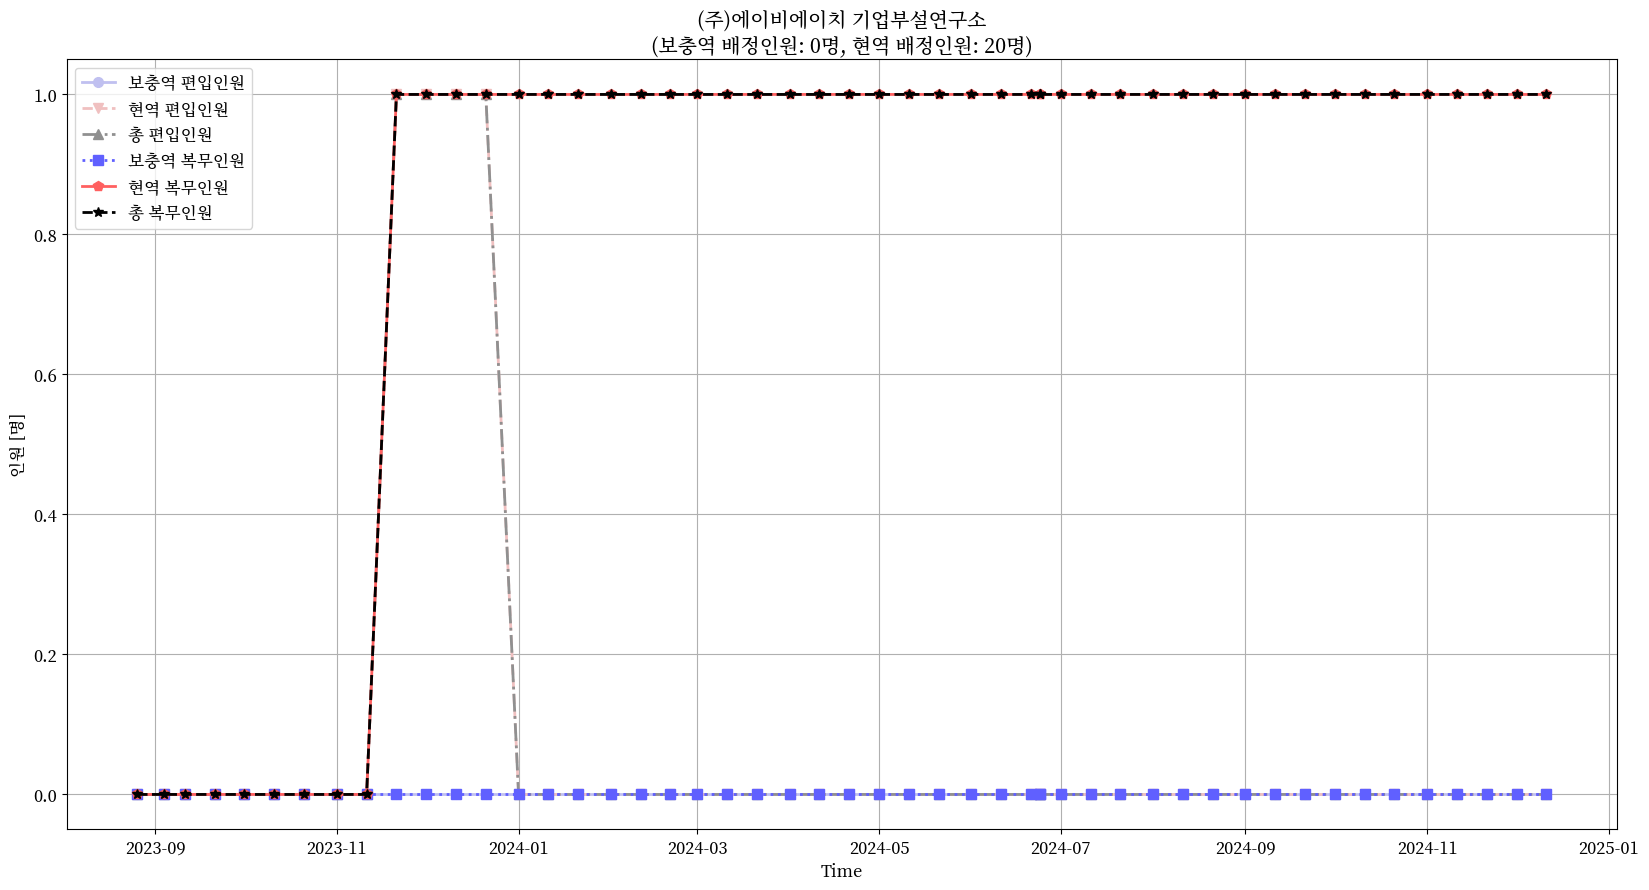 (주)에이비에이치 기업부설연구소
(보충역 배정인원: 0명, 현역 배정인원: 20명)
보충역 편입인원
현역 편입인원
총 편입인원
보충역 복무인원
현역 복무인원
총 복무인원
1.0
0.8
0.6
0.4
0.2
0.0
인원 [명]
2023-09
2023-11
2024-01
2024-03
2024-05
2024-07
2024-09
2024-11
2025-01
Time